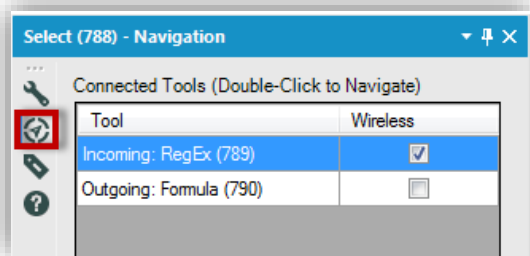 Select (788) - Navigation
Connected Tools (Double-Click to Navigate)
Tool Wireless
Incoming: RegEx (789)
Outgoing: Formula (790)